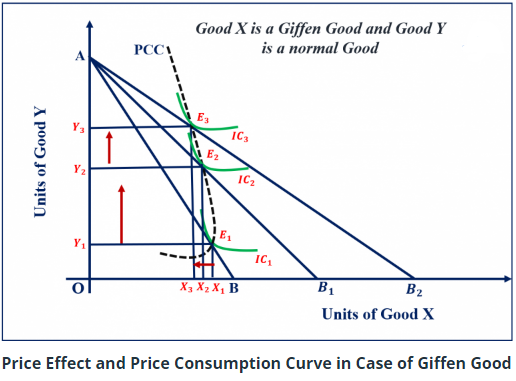 Good X is a Giffen Good and Good Y
is a normal Good
PCC
A
Units of Good Y
Y3
Y2
Y1
E3
IC3
E2
IC2
E1
IC1
O
X3 X2 X1 B
B1
B2
Units of Good X
Price Effect and Price Consumption Curve in Case of Giffen Good